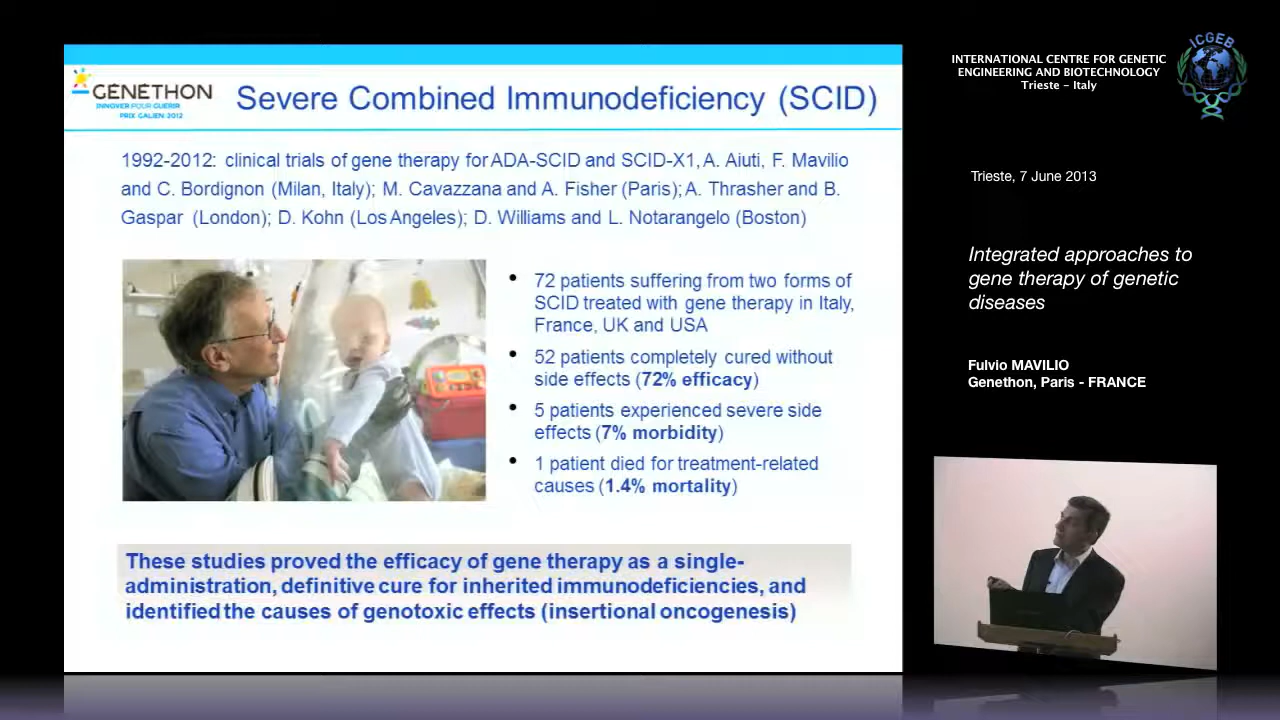 GENETHON
INNOVER POUR GUÉRIR
PRIX GALIEN 2012
Severe Combined Immunodeficiency (SCID)
1992-2012: clinical trials of gene therapy for ADA-SCID and SCID-X1, A. Aiuti, F. Mavilio
and C. Bordignon (Milan, Italy); M. Cavazzana and A. Fisher (Paris); A. Thrasher and B.
Gaspar (London); D. Kohn (Los Angeles); D. Williams and L. Notarangelo (Boston)
• 72 patients suffering from two forms of
SCID treated with gene therapy in Italy,
France, UK and USA
• 52 patients completely cured without
side effects (72% efficacy)
• 5 patients experienced severe side
effects (7% morbidity)
• 1 patient died for treatment-related
causes (1.4% mortality)
These studies proved the efficacy of gene therapy as a single-
administration, definitive cure for inherited immunodeficiencies, and
identified the causes of genotoxic effects (insertional oncogenesis)
INTERNATIONAL CENTRE FOR GENETIC
ENGINEERING AND BIOTECHNOLOGY
Trieste - Italy
ICGEB
Trieste, 7 June 2013
Integrated approaches to
gene therapy of genetic
diseases
Fulvio MAVILIO
Genethon, Paris - FRANCE